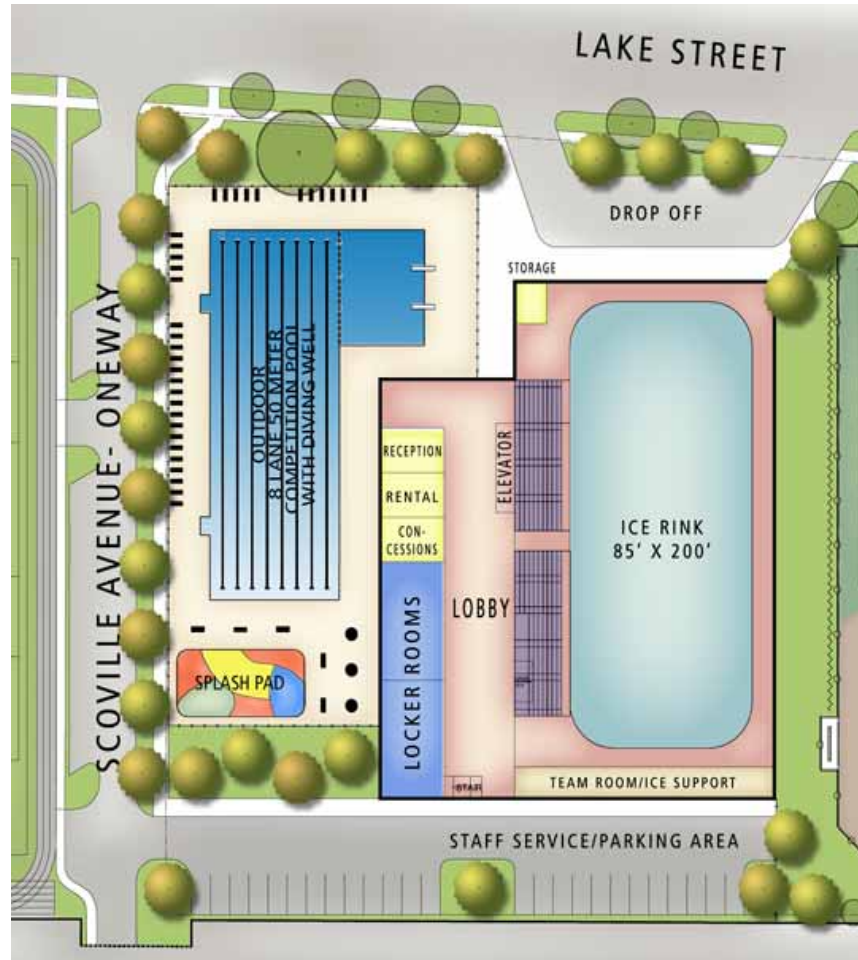 LAKE STREET
DROP OFF
STORAGE
SCOVILLE AVENUE- ONEWAY
OUTDOOR
8 LANE 50 METER
COMPETITION POOL
WITH DIVING WELL
RECEPTION
RENTAL
CON-
CESSIONS
ELEVATOR
ICE RINK
85' X 200'
LOBBY
LOCKER ROOMS
SPLASH PAD
STAIR
TEAM ROOM/ICE SUPPORT
STAFF SERVICE/PARKING AREA